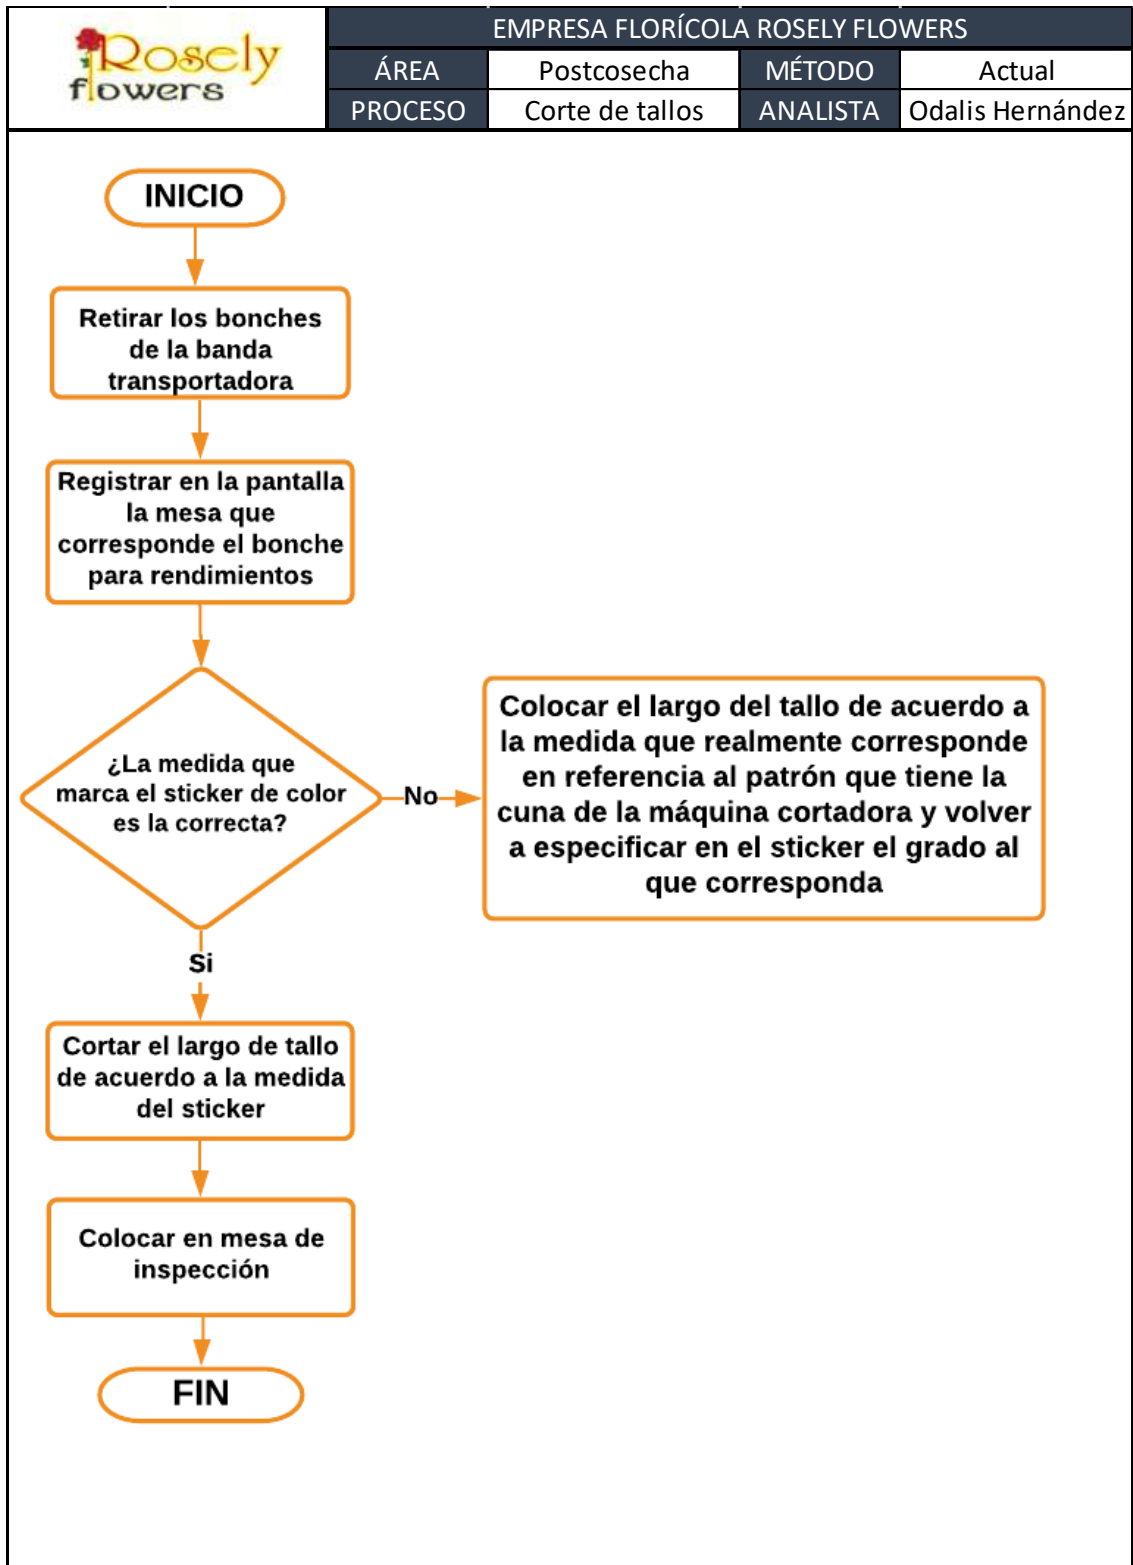 Rosely
flowers
EMPRESA FLORÍCOLA ROSELY FLOWERS
ÁREA Postcosecha MÉTODO Actual
PROCESO Corte de tallos ANALISTA Odalis Hernández
INICIO
Retirar los bonches
de la banda
transportadora
Registrar en la pantalla
la mesa que
corresponde el bonche
para rendimientos
¿La medida que
marca el sticker de color
es la correcta?
No
Colocar el largo del tallo de acuerdo a
la medida que realmente corresponde
en referencia al patrón que tiene la
cuna de la máquina cortadora y volver
a especificar en el sticker el grado al
que corresponda
Si
Cortar el largo de tallo
de acuerdo a la medida
del sticker
Colocar en mesa de
inspección
FIN